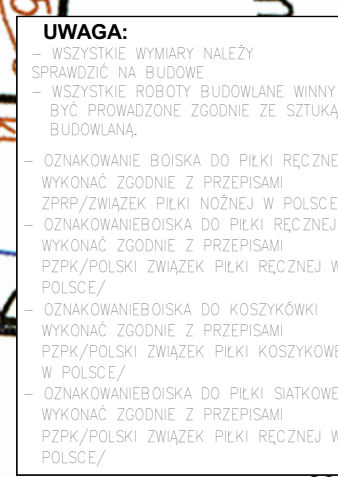 UWAGA:
– WSZYSTKIE WYMIARY NALEŻY
SPRAWDZIĆ NA BUDOWE
– WSZYSTKIE ROBOTY BUDOWLANE WINNY
BYĆ PROWADZONE ZGODNIE ZE SZTUKĄ
BUDOWLANĄ.
– OZNAKOWANIE BOISKA DO PIŁKI RĘCZNE
WYKONAĆ ZGODNIE Z PRZEPISAMI
ZPRP/ZWIĄZEK PIŁKI NOŻNEJ W POLSCE
– OZNAKOWANIEBOISKA DO PIŁKI RĘCZNEJ
WYKONAĆ ZGODNIE Z PRZEPISAMI
PZPK/POLSKI ZWIĄZEK PIŁKI RĘCZNEJ W
POLSCE/
– OZNAKOWANIEBOISKA DO KOSZYKÓWKI
WYKONAĆ ZGODNIE Z PRZEPISAMI
PZPK/POLSKI ZWIĄZEK PIŁKI KOSZYKOWE
W POLSCE/
– OZNAKOWANIEBOISKA DO PIŁKI SIATKOWE
WYKONAĆ ZGODNIE Z PRZEPISAMI
PZPK/POLSKI ZWIĄZEK PIŁKI RĘCZNEJ W
POLSCE/